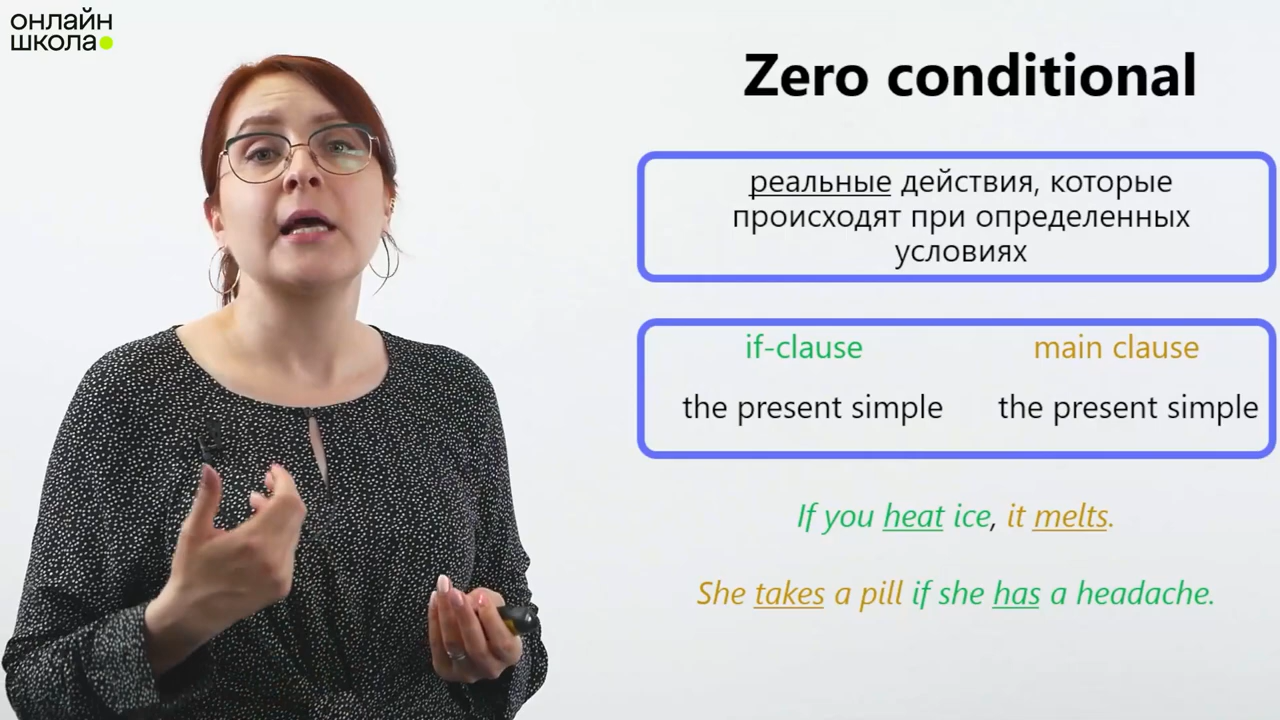 онлайн
школа
Zero conditional
реальные действия, которые
происходят при определенных
условиях
if-clause main clause
the present simple the present simple
If you heat ice, it melts.
She takes a pill if she has a headache.